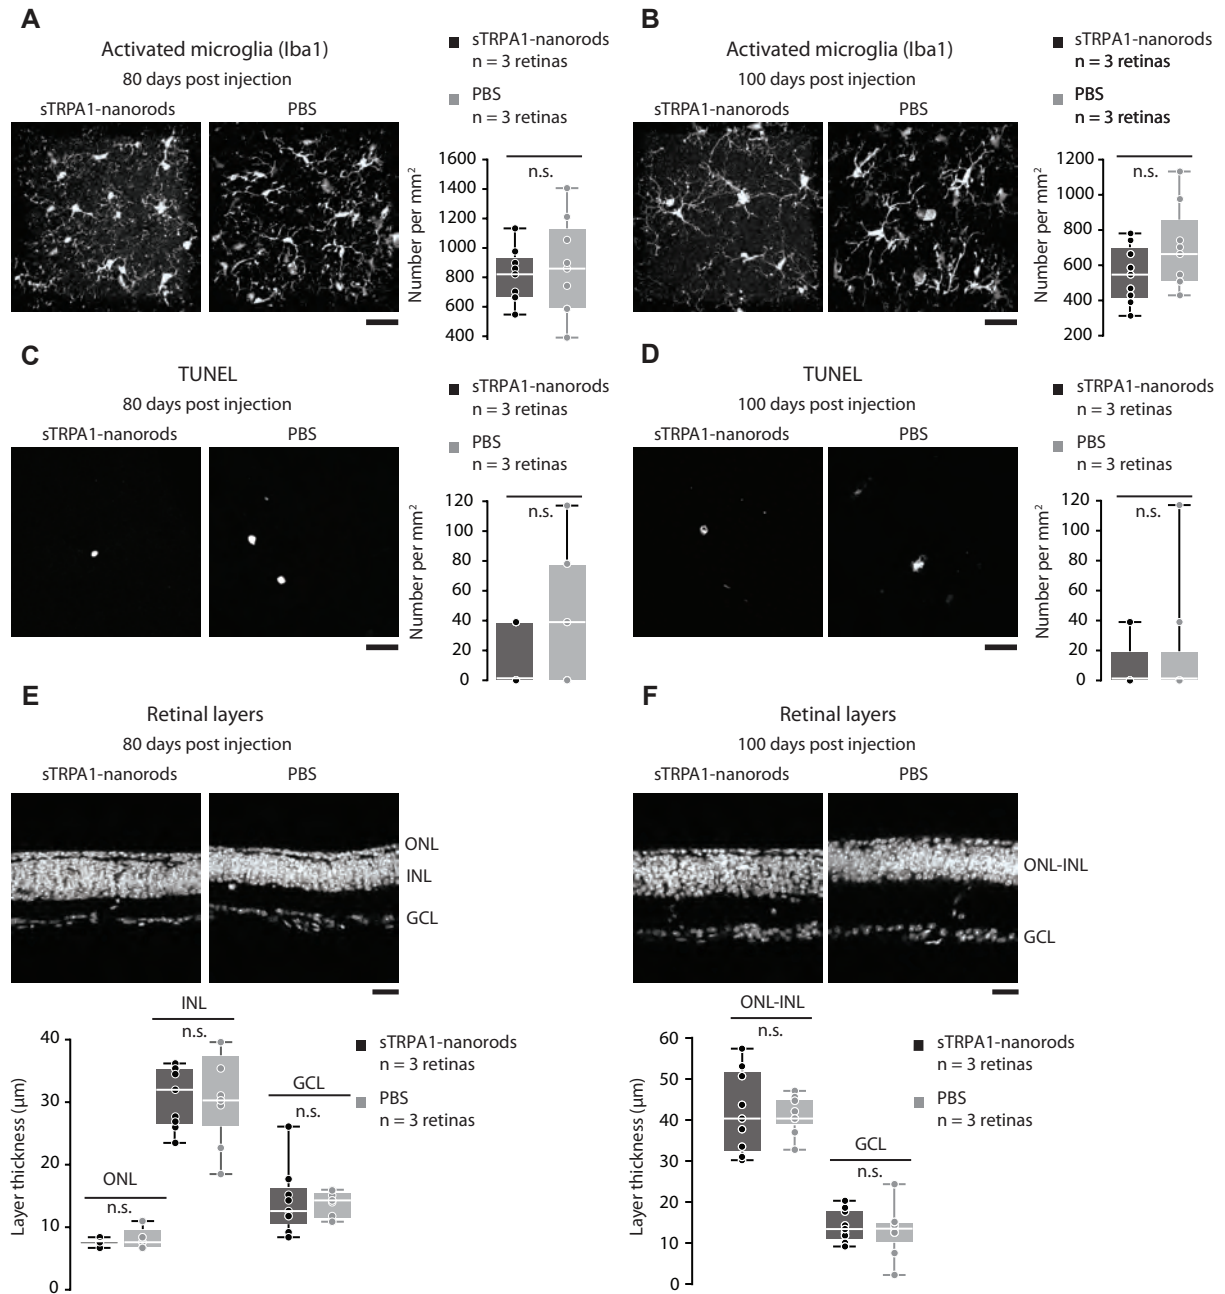 A
Activated microglia (Iba1)
80 days post injection
sTRPA1-nanorods PBS
sTRPA1-nanorods
n = 3 retinas
PBS
n = 3 retinas
Number per mm²
1600
1400
1200
1000
800
600
400
n.s.
B
Activated microglia (Iba1)
100 days post injection
sTRPA1-nanorods PBS
sTRPA1-nanorods
n = 3 retinas
PBS
n = 3 retinas
Number per mm²
1200
1000
800
600
400
200
n.s.
C
TUNEL
80 days post injection
sTRPA1-nanorods PBS
sTRPA1-nanorods
n = 3 retinas
PBS
n = 3 retinas
Number per mm²
120
100
80
60
40
20
0
n.s.
D
TUNEL
100 days post injection
sTRPA1-nanorods PBS
sTRPA1-nanorods
n = 3 retinas
PBS
n = 3 retinas
Number per mm²
120
100
80
60
40
20
0
n.s.
E
Retinal layers
80 days post injection
sTRPA1-nanorods PBS
ONL
INL
GCL
Layer thickness (μm)
40
30
20
10
0
ONL
n.s.
INL
n.s.
GCL
n.s.
sTRPA1-nanorods
n = 3 retinas
PBS
n = 3 retinas
F
Retinal layers
100 days post injection
sTRPA1-nanorods PBS
ONL-INL
GCL
Layer thickness (μm)
60
50
40
30
20
10
0
ONL-INL
n.s.
GCL
n.s.
sTRPA1-nanorods
n = 3 retinas
PBS
n = 3 retinas